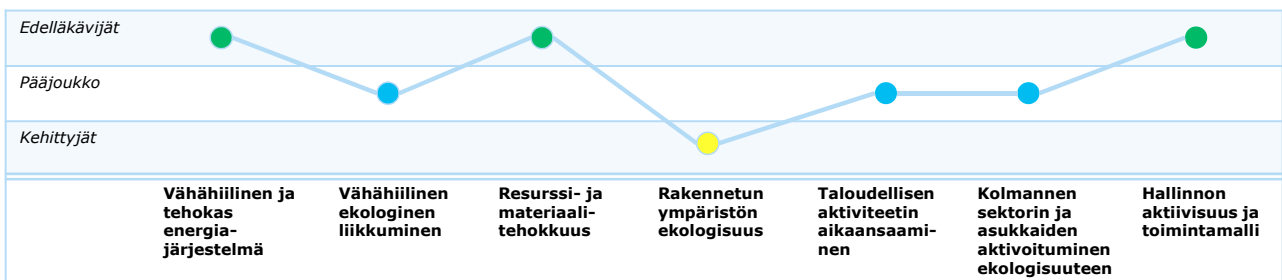 Edelläkävijät
Pääjoukko
Kehittyjät
Vähähiilinen ja
tehokas
energia-
järjestelmä
Vähähiilinen
ekologinen
liikkuminen
Resurssi- ja
materiaali-
tehokkuus
Rakennetun
ympäristön
ekologisuus
Taloudellisen
aktiviteetin
aikaansaami-
nen
Kolmannen
sektorin ja
asukkaiden
aktivoituminen
ekologisuuteen
Hallinnon
aktiivisuus ja
toimintamalli